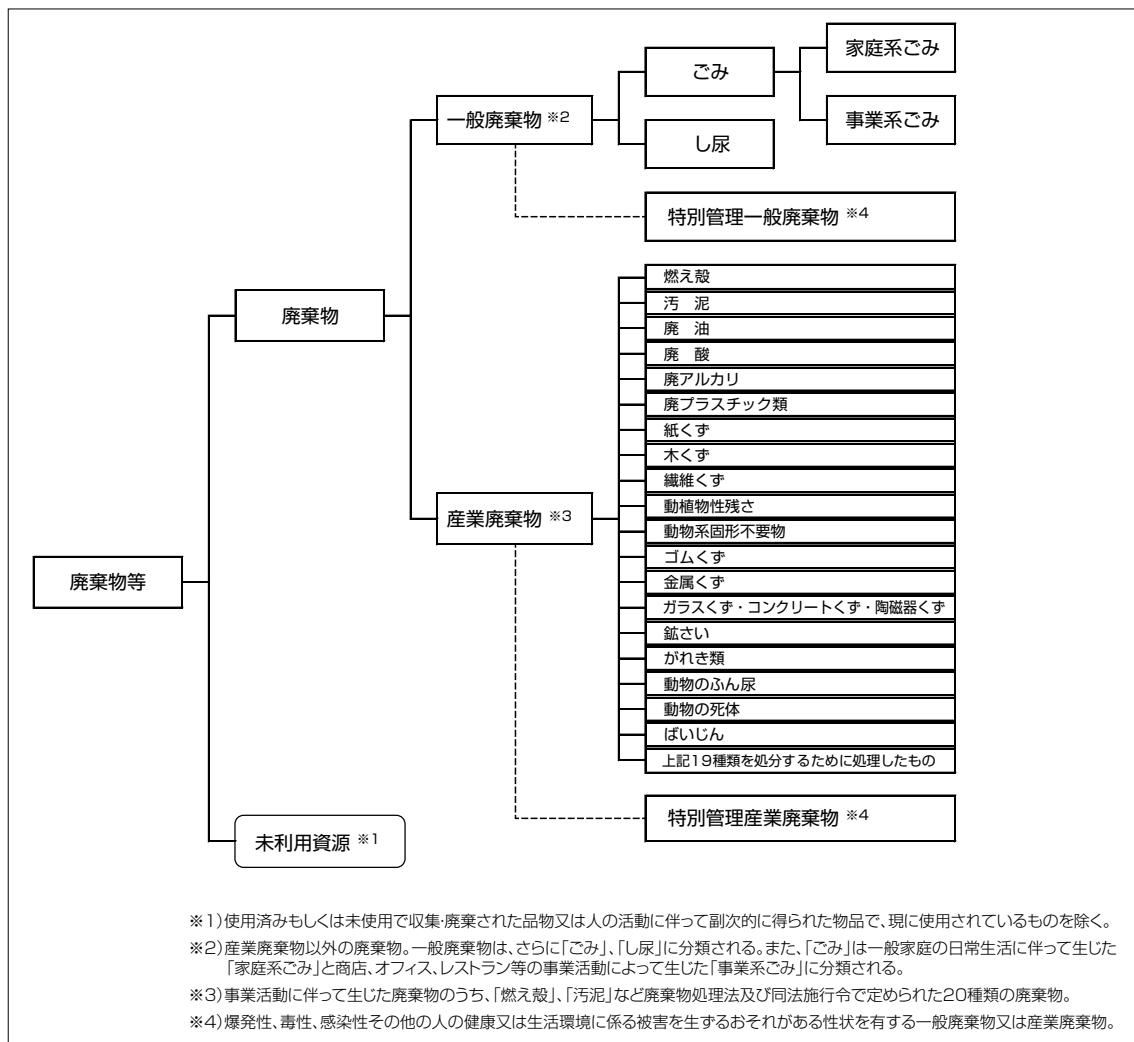 家庭系ごみ
ごみ
一般廃棄物 ※2
事業系ごみ
し尿
特別管理一般廃棄物 ※4
燃え殻
汚　泥
廃棄物
廃　油
廃　酸
廃アルカリ
廃プラスチック類
紙くず
木くず
繊維くず
動植物性残さ
産業廃棄物 ※3
動物系固形不要物
ゴムくず
廃棄物等
金属くず
ガラスくず・コンクリートくず・陶磁器くず
鉱さい
がれき類
動物のふん尿
動物の死体
ばいじん
上記19種類を処分するために処理したもの
特別管理産業廃棄物 ※4
未利用資源 ※1
※1）使用済みもしくは未使用で収集・廃棄された品物又は人の活動に伴って副次的に得られた物品で、現に使用されているものを除く。
※2）産業廃棄物以外の廃棄物。一般廃棄物は、さらに「ごみ」、「し尿」に分類される。また、「ごみ」は一般家庭の日常生活に伴って生じた
「家庭系ごみ」と商店、オフィス、レストラン等の事業活動によって生じた「事業系ごみ」に分類される。
※3）事業活動に伴って生じた廃棄物のうち、「燃え殻」、「汚泥」など廃棄物処理法及び同法施行令で定められた20種類の廃棄物。
※4）爆発性、毒性、感染性その他の人の健康又は生活環境に係る被害を生ずるおそれがある性状を有する一般廃棄物又は産業廃棄物。